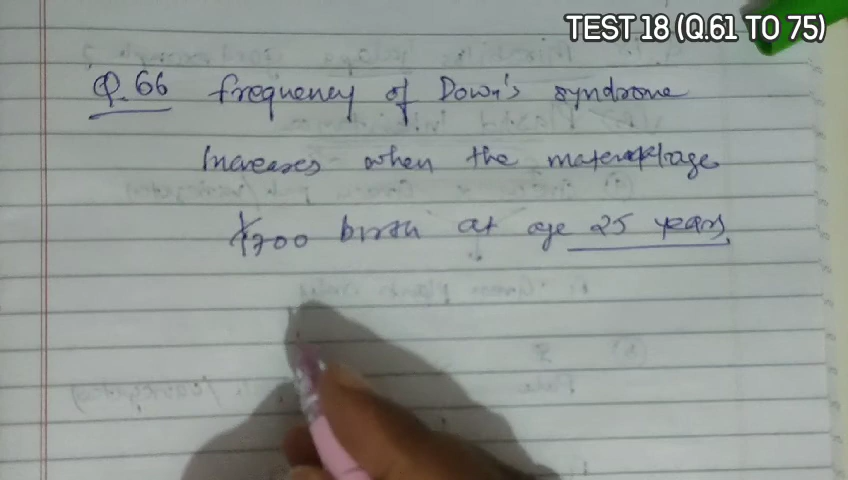 TEST 18 (Q.61 TO 75)
Q.66 frequency of Down's syndrome
Increases when the maternal age
1/1700 birth at age 25 years